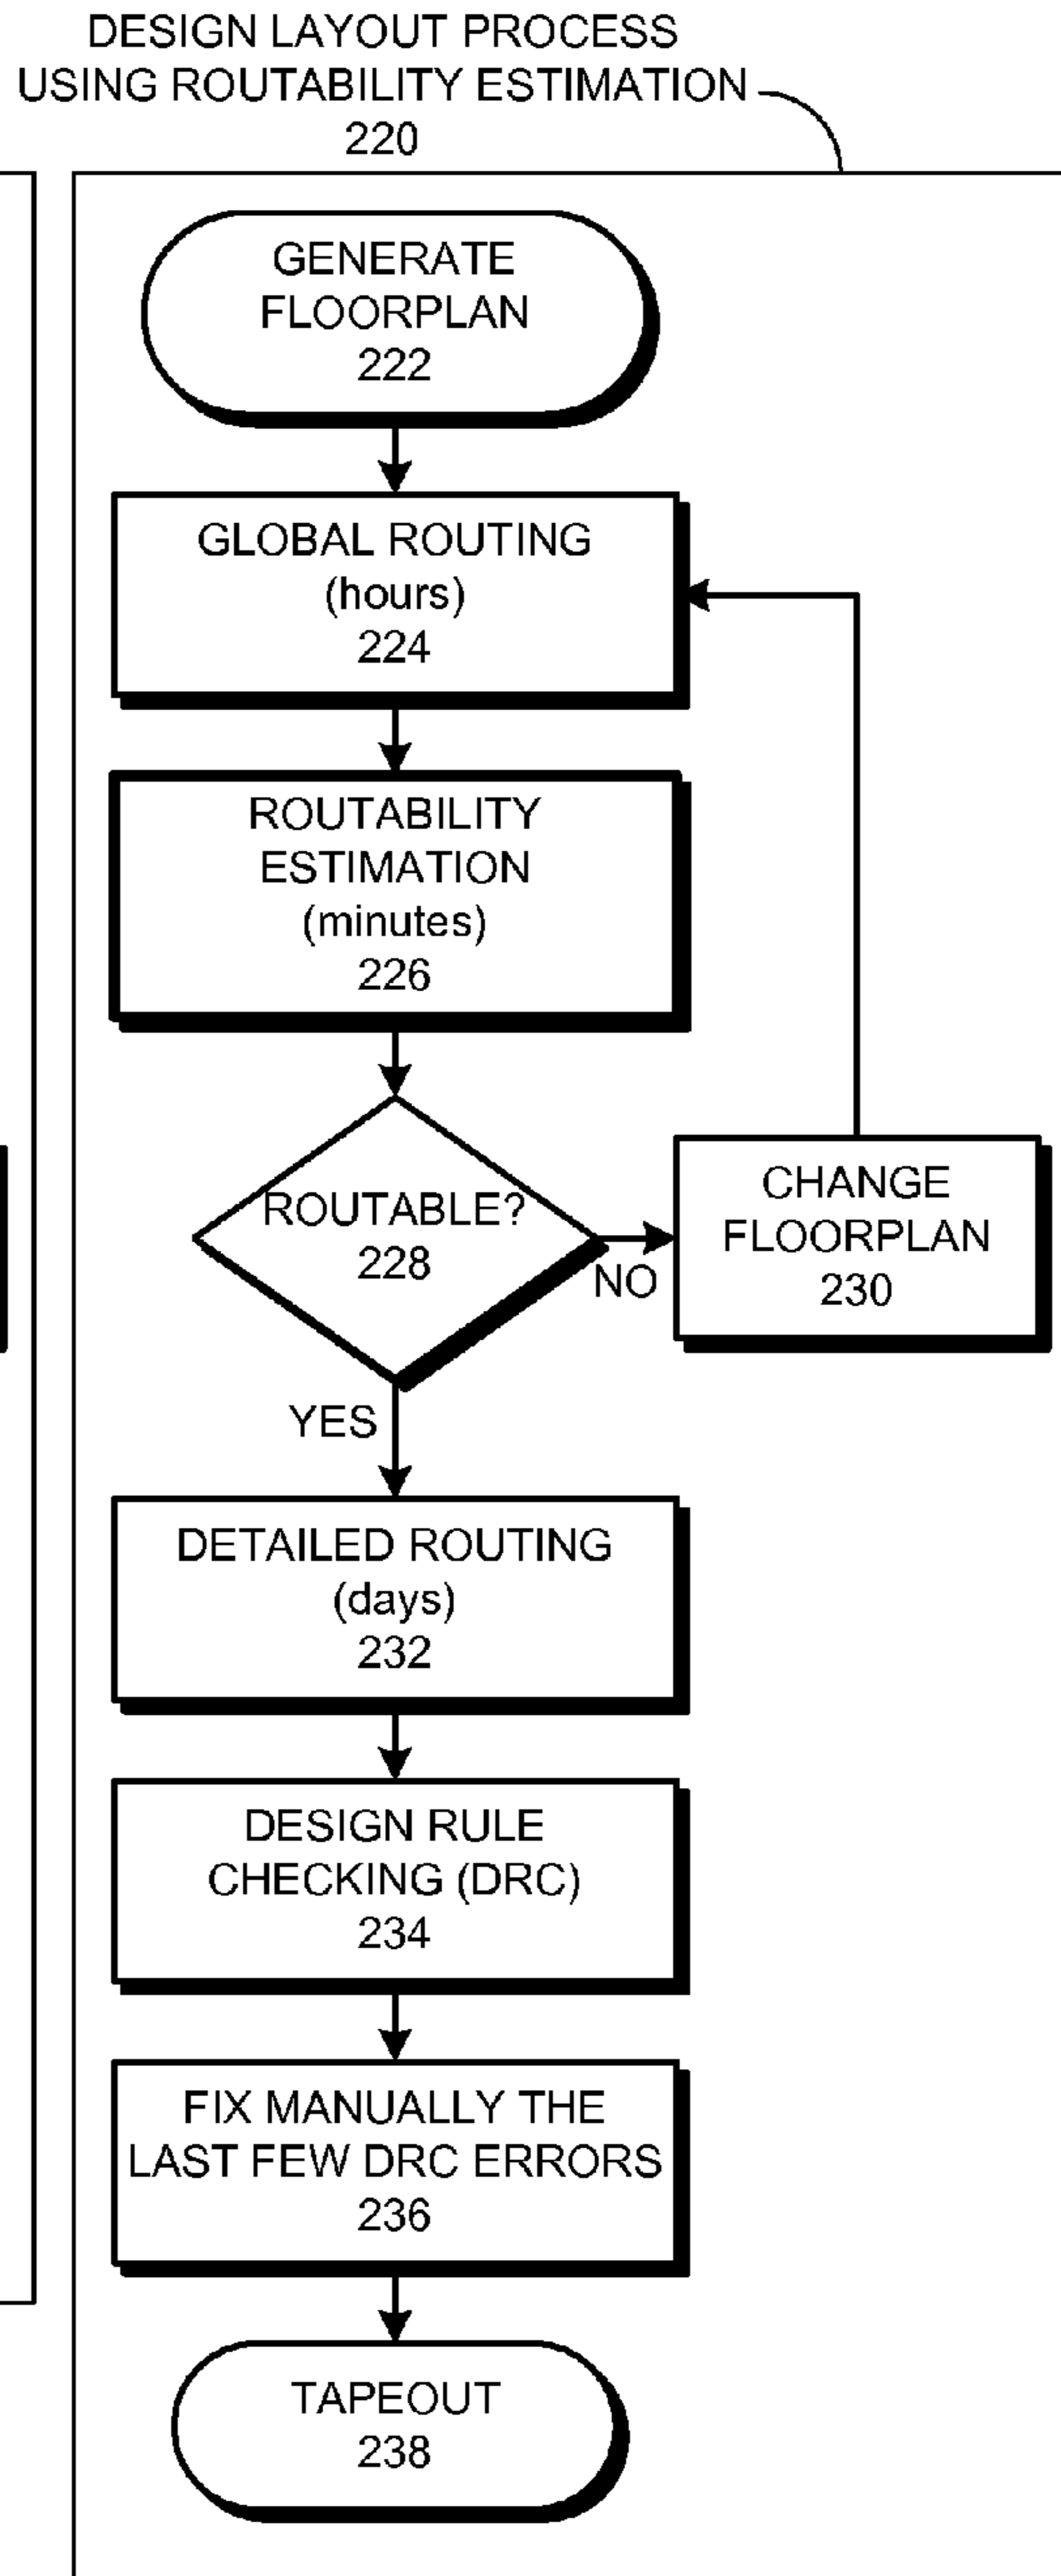 DESIGN LAYOUT PROCESS
USING ROUTABILITY ESTIMATION
220
GENERATE
FLOORPLAN
222
GLOBAL ROUTING
(hours)
224
ROUTABILITY
ESTIMATION
(minutes)
226
ROUTABLE?
228
NO
CHANGE
FLOORPLAN
230
YES
DETAILED ROUTING
(days)
232
DESIGN RULE
CHECKING (DRC)
234
FIX MANUALLY THE
LAST FEW DRC ERRORS
236
TAPEOUT
238